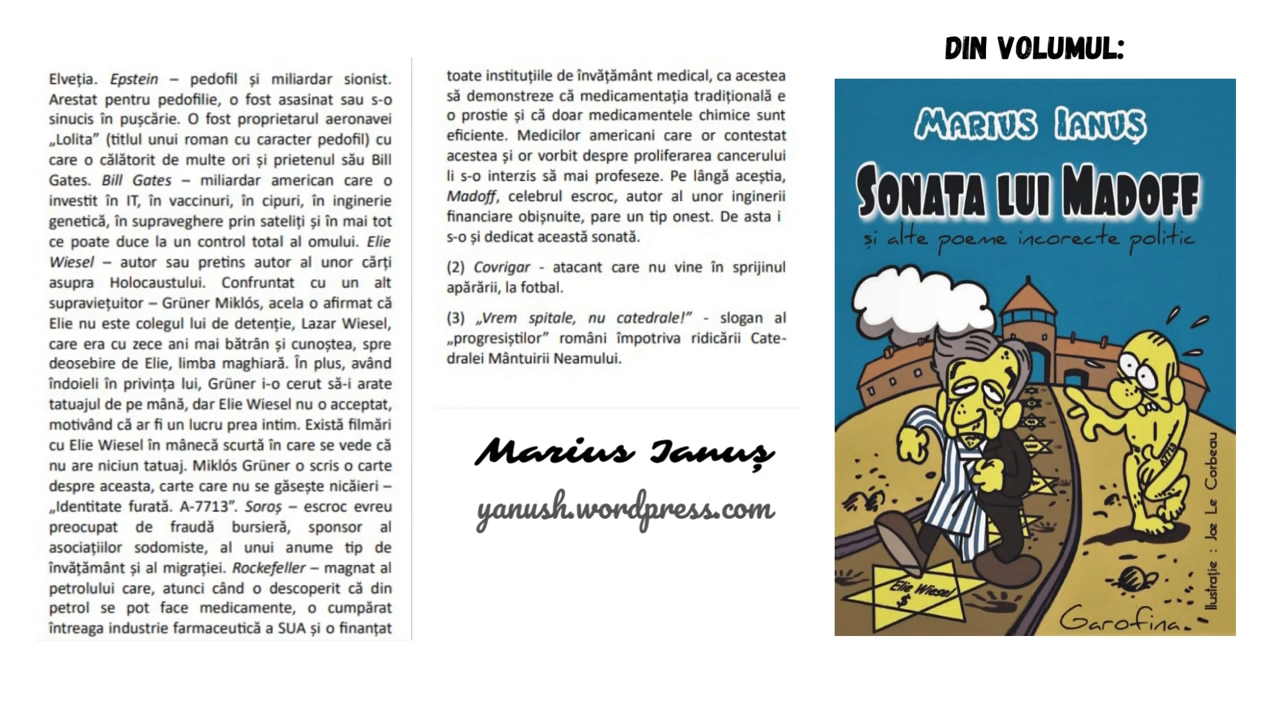 Elveția. Epstein – pedofil și miliardar sionist.
Arestat pentru pedofilie, o fost asasinat sau s-o
sinucis în pușcărie. O fost proprietarul aeronavei
„Lolita” (titlul unui roman cu caracter pedofil) cu
care o călătorit de multe ori și prietenul său Bill
Gates. Bill Gates – miliardar american care o
investit în IT, în vaccinuri, în cipuri, în inginerie
genetică, în supraveghere prin sateliți și în mai tot
ce poate duce la un control total al omului. Elie
Wiesel – autor sau pretins autor al unor cărți
asupra Holocaustului. Confruntat cu un alt
supraviețuitor – Grüner Miklós, acela o afirmat că
Elie nu este colegul lui de detenție, Lazar Wiesel,
care era cu zece ani mai bătrân și cunoștea, spre
deosebire de Elie, limba maghiară. În plus, având
îndoieli în privința lui, Grüner i-o cerut să-i arate
tatuajul de pe mână, dar Elie Wiesel nu o acceptat,
motivând că ar fi un lucru prea intim. Există filmări
cu Elie Wiesel în mânecă scurtă în care se vede că
nu are niciun tatuaj. Miklós Grüner o scris o carte
despre aceasta, carte care nu se găsește nicăieri –
„Identitate furată. A-7713”. Soroș – escroc evreu
preocupat de fraudă bursieră, sponsor al
asociațiilor sodomiste, al unui anume tip de
învățământ și al migrației. Rockefeller – magnat al
petrolului care, atunci când o descoperit că din
petrol se pot face medicamente, o cumpărat
întreaga industrie farmaceutică a SUA și o finanțat
toate instituțiile de învățământ medical, ca acestea
să demonstreze că medicamentația tradițională e
o prostie și că doar medicamentele chimice sunt
eficiente. Medicilor americani care or contestat
acestea și or vorbit despre proliferarea cancerului
li s-o interzis să mai profeseze. Pe lângă aceștia,
Madoff, celebrul escroc, autor al unor inginerii
financiare obișnuite, pare un tip onest. De asta i
s-o și dedicat această sonată.
(2) Covrigar - atacant care nu vine în sprijinul
apărării, la fotbal.
(3) „Vrem spitale, nu catedrale!” - slogan al
„progresiștilor” români împotriva ridicării Cate-
dralei Mântuirii Neamului.
Marius Ianuș
yanush.wordpress.com
DIN VOLUMUL:
MARIUS IANUȘ
SONATA LUI MADOFF
și alte poeme incorecte politic
A7713
Elie Wiesel
$
Ilustrație : Joe Le Corbeau
Garofina